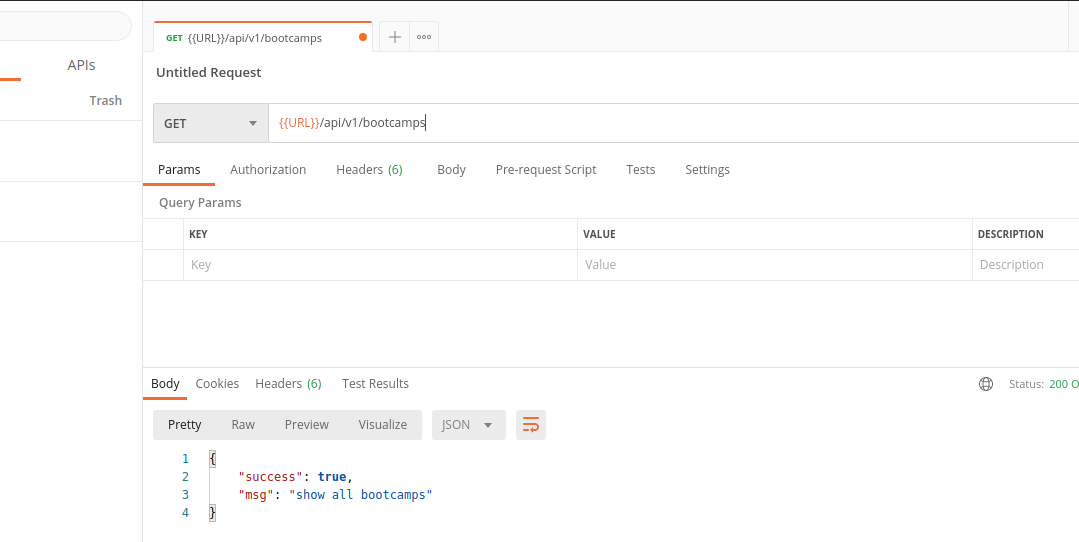 GET {{URL}}/api/v1/bootcamps
APIs
Trash
Untitled Request
GET {{URL}}/api/v1/bootcamps
Params Authorization Headers (6) Body Pre-request Script Tests Settings
Query Params
KEY VALUE DESCRIPTION
Key Value Description
Body Cookies Headers (6) Test Results Status: 200 O
Pretty Raw Preview Visualize JSON
1 {
2 "success": true,
3 "msg": "show all bootcamps"
4 }